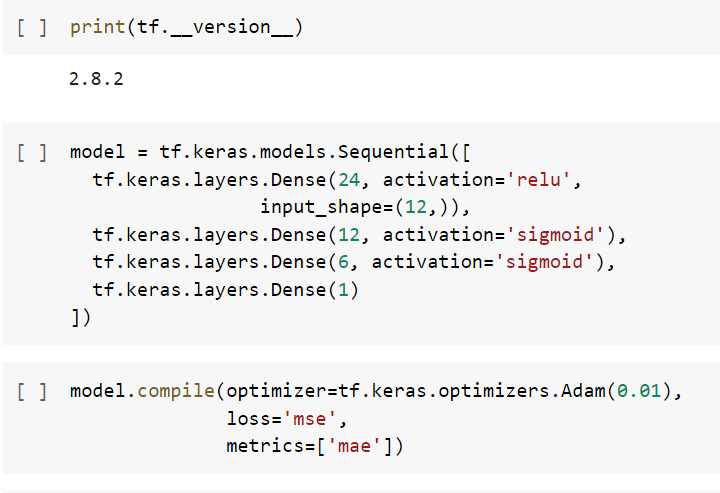 [ ] print(tf.__version__)
2.8.2
[ ] model = tf.keras.models.Sequential([
tf.keras.layers.Dense(24, activation='relu',
input_shape=(12,)),
tf.keras.layers.Dense(12, activation='sigmoid'),
tf.keras.layers.Dense(6, activation='sigmoid'),
tf.keras.layers.Dense(1)
])
[ ] model.compile(optimizer=tf.keras.optimizers.Adam(0.01),
loss='mse',
metrics=['mae'])